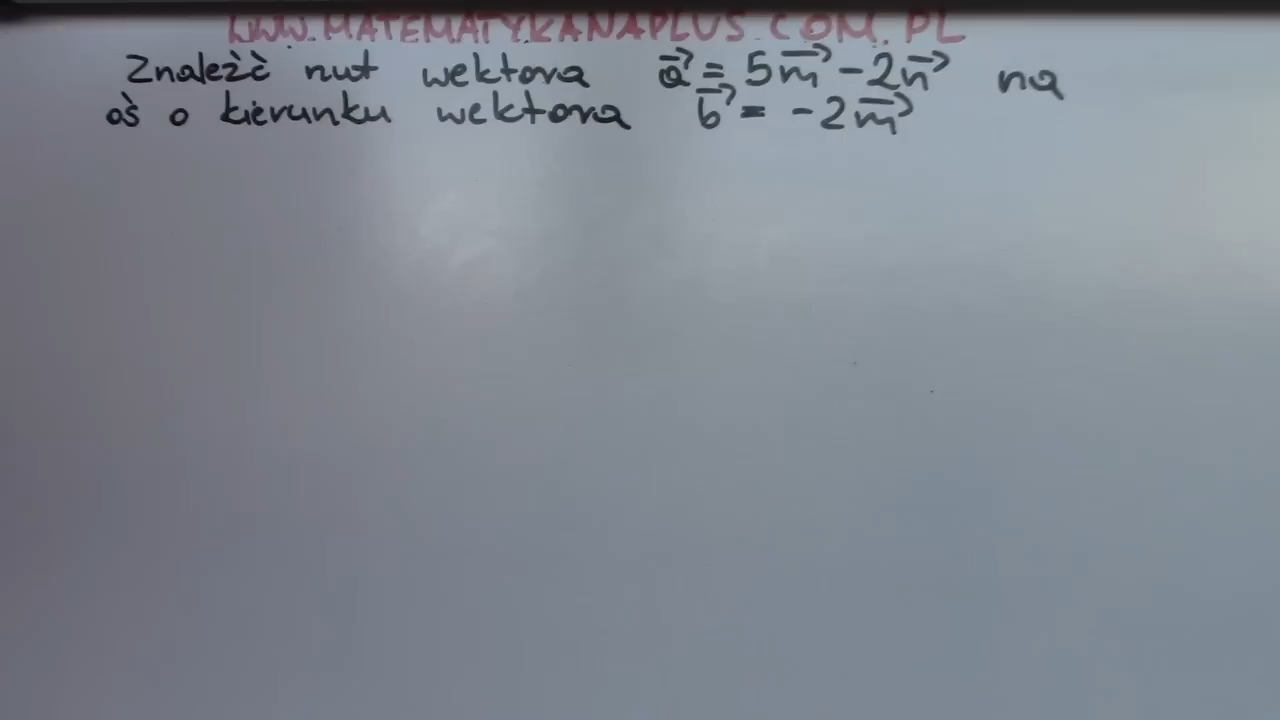 WWW.MATEMATYKANAPLUS.COM.PL
Znaleźć rzut wektora a⃗ = 5m⃗ - 2n⃗ na
oś o kierunku wektora b⃗ = -2m⃗